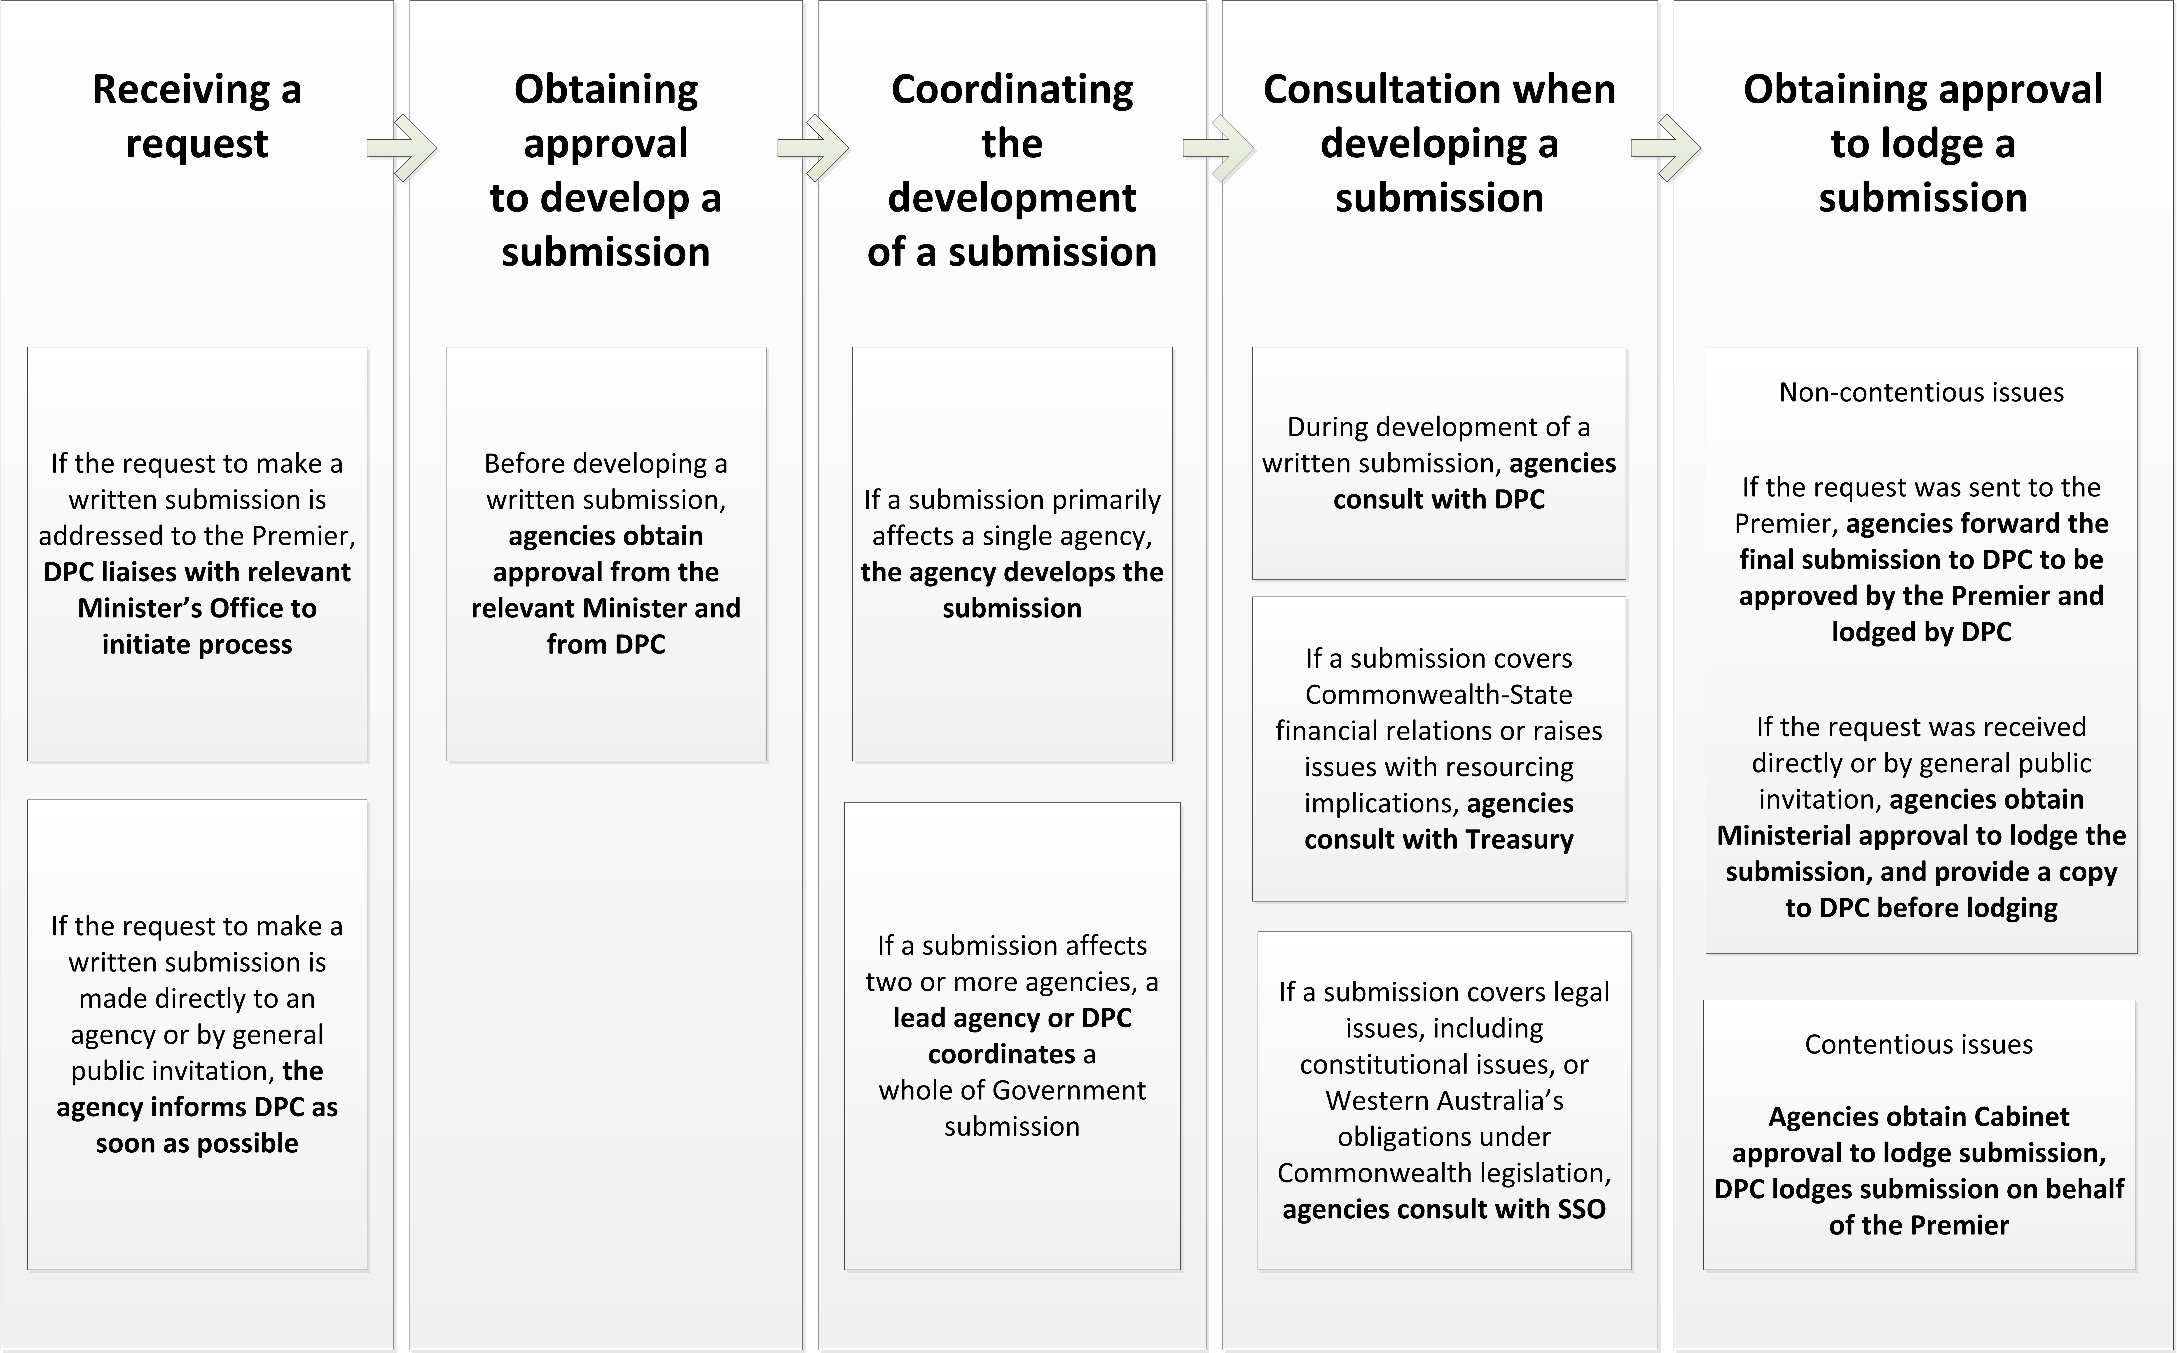 Receiving a
request
If the request to make a
written submission is
addressed to the Premier,
DPC liaises with relevant
Minister’s Office to
initiate process
If the request to make a
written submission is
made directly to an
agency or by general
public invitation, the
agency informs DPC as
soon as possible
Obtaining
approval
to develop a
submission
Before developing a
written submission,
agencies obtain
approval from the
relevant Minister and
from DPC
Coordinating
the
development
of a submission
If a submission primarily
affects a single agency,
the agency develops the
submission
If a submission affects
two or more agencies, a
lead agency or DPC
coordinates a
whole of Government
submission
Consultation when
developing a
submission
During development of a
written submission, agencies
consult with DPC
If a submission covers
Commonwealth-State
financial relations or raises
issues with resourcing
implications, agencies
consult with Treasury
If a submission covers legal
issues, including
constitutional issues, or
Western Australia’s
obligations under
Commonwealth legislation,
agencies consult with SSO
Obtaining approval
to lodge a
submission
Non-contentious issues
If the request was sent to the
Premier, agencies forward the
final submission to DPC to be
approved by the Premier and
lodged by DPC
If the request was received
directly or by general public
invitation, agencies obtain
Ministerial approval to lodge the
submission, and provide a copy
to DPC before lodging
Contentious issues
Agencies obtain Cabinet
approval to lodge submission,
DPC lodges submission on behalf
of the Premier